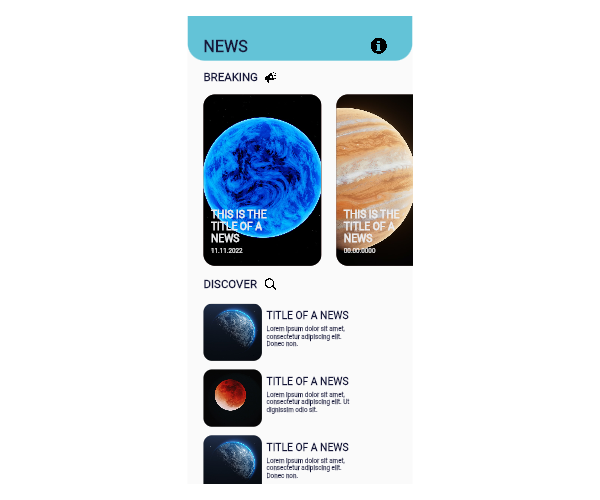 NEWS
BREAKING
THIS IS THE
TITLE OF A
NEWS
11.11.2022
THIS IS THE
TITLE OF A
NEWS
00.00.0000
DISCOVER
TITLE OF A NEWS
Lorem ipsum dolor sit amet,
consectetur adipiscing elit.
Donec non.
TITLE OF A NEWS
Lorem ipsum dolor sit amet,
consectetur adipiscing elit. Ut
dignissim odio sit.
TITLE OF A NEWS
Lorem ipsum dolor sit amet,
consectetur adipiscing elit.
Donec non.